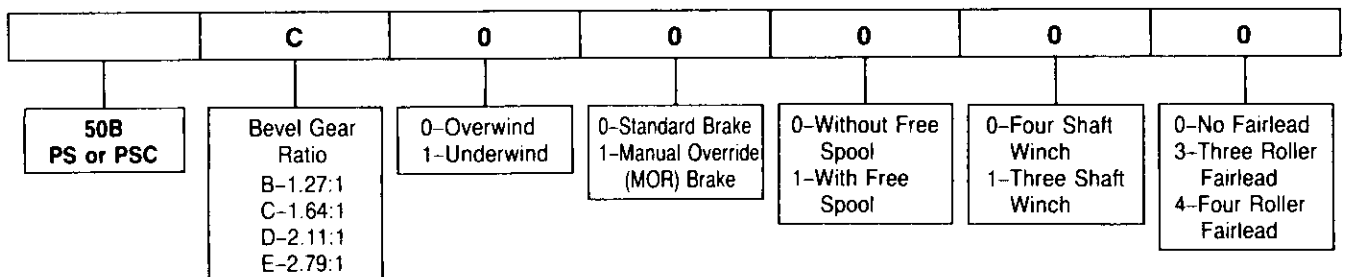 C 0 0 0 0 0
50B
PS or PSC
Bevel Gear
Ratio
B–1.27:1
C–1.64:1
D–2.11:1
E–2.79:1
0–Overwind
1–Underwind
0–Standard Brake
1–Manual Override
(MOR) Brake
0–Without Free
Spool
1–With Free
Spool
0–Four Shaft
Winch
1–Three Shaft
Winch
0–No Fairlead
3–Three Roller
Fairlead
4–Four Roller
Fairlead